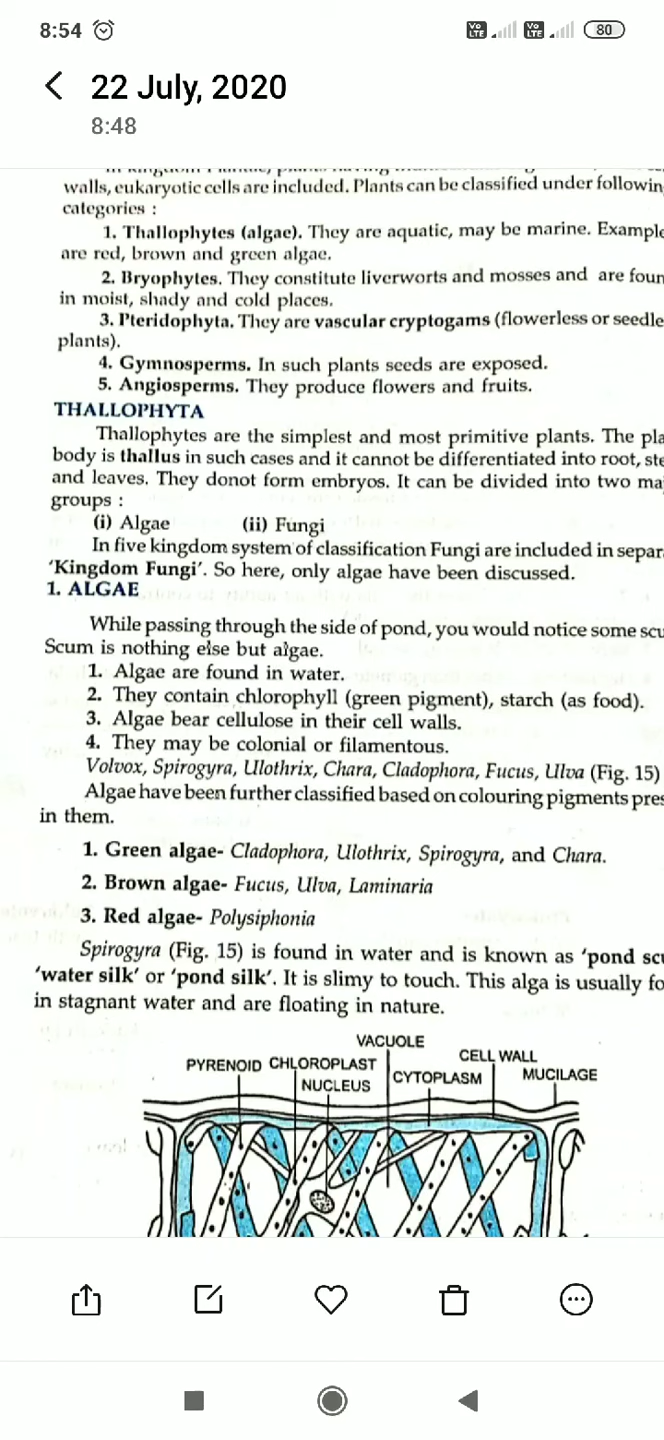 8:54
Vo LTE Vo LTE 80
22 July, 2020
8:48
walls, eukaryotic cells are included. Plants can be classified under followin
categories :
1. Thallophytes (algae). They are aquatic, may be marine. Example
are red, brown and green algae.
2. Bryophytes. They constitute liverworts and mosses and are foun
in moist, shady and cold places.
3. Pteridophyta. They are vascular cryptogams (flowerless or seedle
plants).
4. Gymnosperms. In such plants seeds are exposed.
5. Angiosperms. They produce flowers and fruits.
THALLOPHYTA
Thallophytes are the simplest and most primitive plants. The pla
body is thallus in such cases and it cannot be differentiated into root, ste
and leaves. They donot form embryos. It can be divided into two ma
groups :
(i) Algae (ii) Fungi
In five kingdom system of classification Fungi are included in separ
'Kingdom Fungi'. So here, only algae have been discussed.
1. ALGAE
While passing through the side of pond, you would notice some scu
Scum is nothing else but algae.
1. Algae are found in water.
2. They contain chlorophyll (green pigment), starch (as food).
3. Algae bear cellulose in their cell walls.
4. They may be colonial or filamentous.
Volvox, Spirogyra, Ulothrix, Chara, Cladophora, Fucus, Ulva (Fig. 15)
Algae have been further classified based on colouring pigments pres
in them.
1. Green algae- Cladophora, Ulothrix, Spirogyra, and Chara.
2. Brown algae- Fucus, Ulva, Laminaria
3. Red algae- Polysiphonia
Spirogyra (Fig. 15) is found in water and is known as 'pond scu
'water silk' or 'pond silk'. It is slimy to touch. This alga is usually fo
in stagnant water and are floating in nature.
VACUOLE
PYRENOID CHLOROPLAST CELL WALL
NUCLEUS CYTOPLASM MUCILAGE